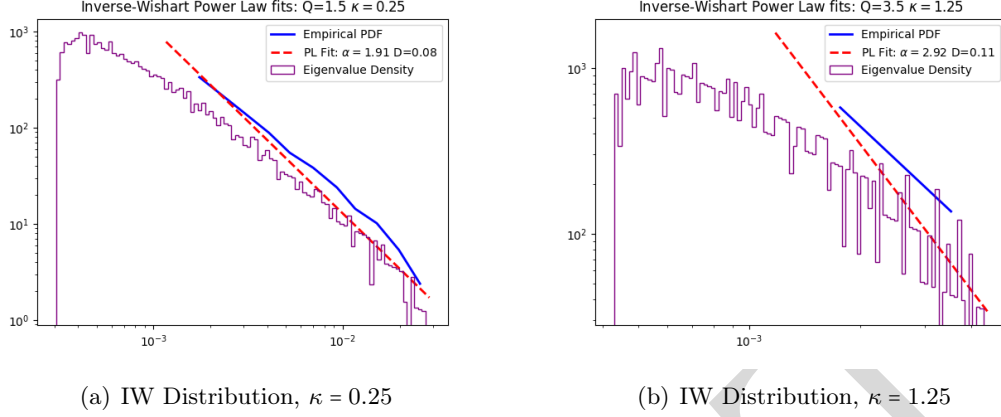 Inverse-Wishart Power Law fits: Q=1.5 κ = 0.25
Empirical PDF
PL Fit: α = 1.91 D=0.08
Eigenvalue Density
10³
10²
10¹
10⁰
10⁻³
10⁻²
(a) IW Distribution, κ = 0.25
Inverse-Wishart Power Law fits: Q=3.5 κ = 1.25
Empirical PDF
PL Fit: α = 2.92 D=0.11
Eigenvalue Density
10³
10²
10⁻³
(b) IW Distribution, κ = 1.25